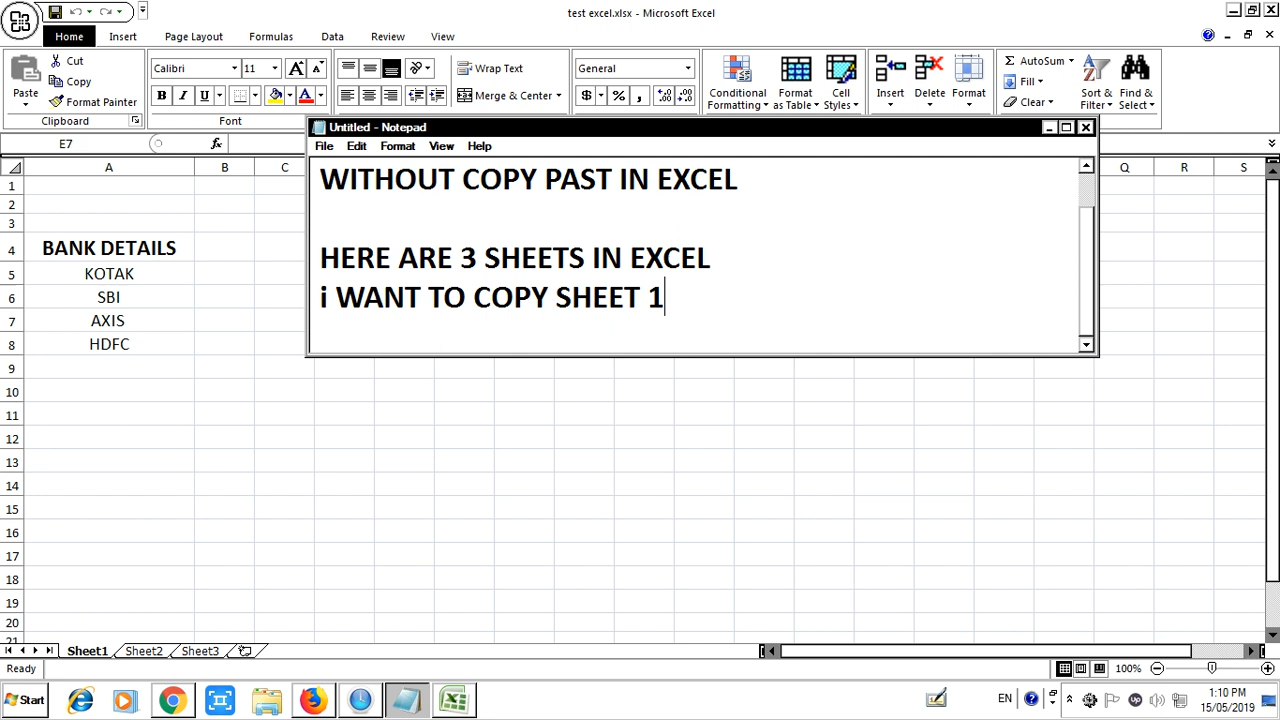 test excel.xlsx - Microsoft Excel
Home Insert Page Layout Formulas Data Review View
Cut
Copy
Format Painter
Paste
Clipboard
Calibri 11
B I U
Font
Wrap Text
Merge & Center
General
$ % ,
Conditional Formatting
Format as Table
Cell Styles
Insert Delete Format
AutoSum
Fill
Clear
Sort & Filter
Find & Select
E7
fx
Untitled - Notepad
File Edit Format View Help
WITHOUT COPY PAST IN EXCEL
HERE ARE 3 SHEETS IN EXCEL
i WANT TO COPY SHEET 1
A B C Q R S
1
2
3
4 BANK DETAILS
5 KOTAK
6 SBI
7 AXIS
8 HDFC
9
10
11
12
13
14
15
16
17
18
19
20
21
Sheet1 Sheet2 Sheet3
Ready 100%
Start EN 1:10 PM
15/05/2019